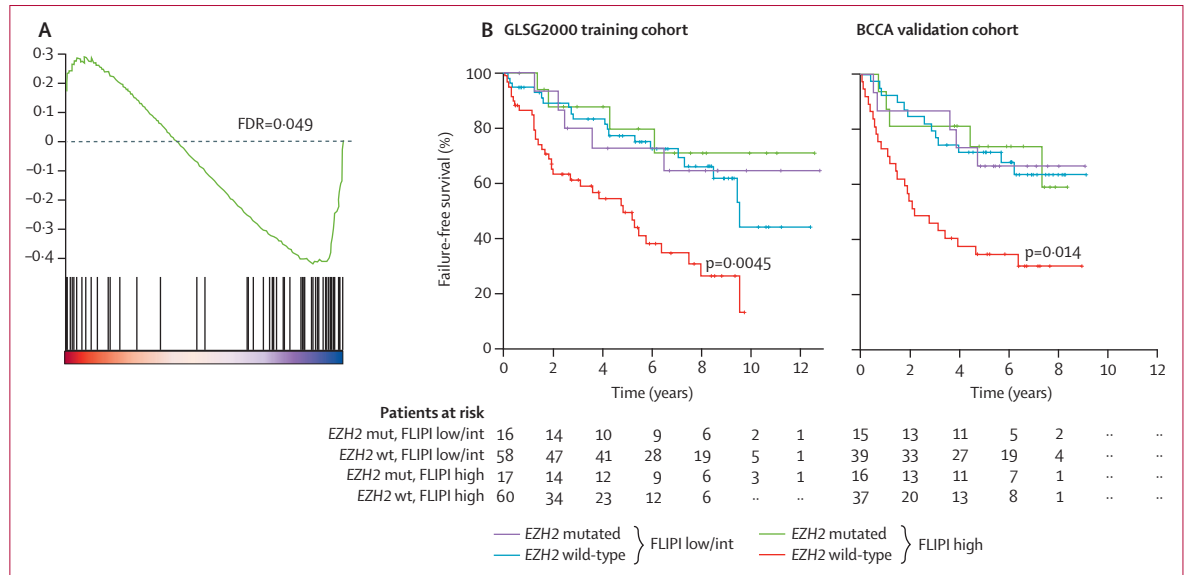 A
0·3
0·2
0·1
0
−0·1
−0·2
−0·3
−0·4
FDR=0·049
B GLSG2000 training cohort
Failure-free survival (%)
100
80
60
40
20
0
p=0·0045
0 2 4 6 8 10 12
Time (years)
BCCA validation cohort
p=0·014
0 2 4 6 8 10 12
Time (years)
Patients at risk
EZH2 mut, FLIPI low/int 16 14 10 9 6 2 1 15 13 11 5 2 ·· ··
EZH2 wt, FLIPI low/int 58 47 41 28 19 5 1 39 33 27 19 4 ·· ··
EZH2 mut, FLIPI high 17 14 12 9 6 3 1 16 13 11 7 1 ·· ··
EZH2 wt, FLIPI high 60 34 23 12 6 ·· ·· 37 20 13 8 1 ·· ··
EZH2 mutated
EZH2 wild-type
FLIPI low/int
EZH2 mutated
EZH2 wild-type
FLIPI high